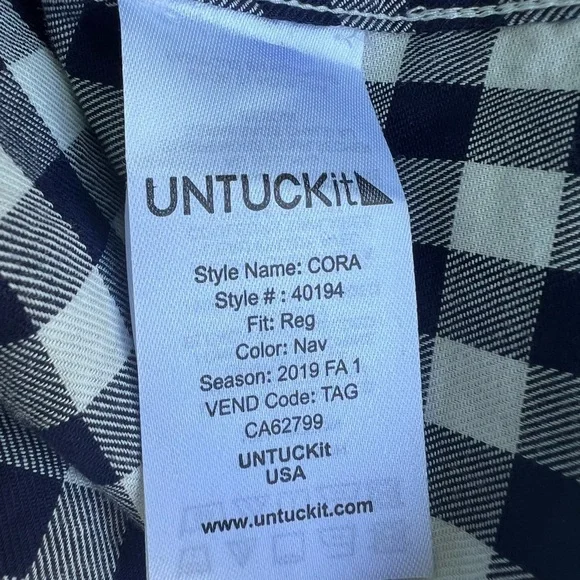 UNTUCKit
Style Name: CORA
Style # : 40194
Fit: Reg
Color: Nav
Season: 2019 FA 1
VEND Code: TAG
CA62799
UNTUCKit
USA
www.untuckit.com